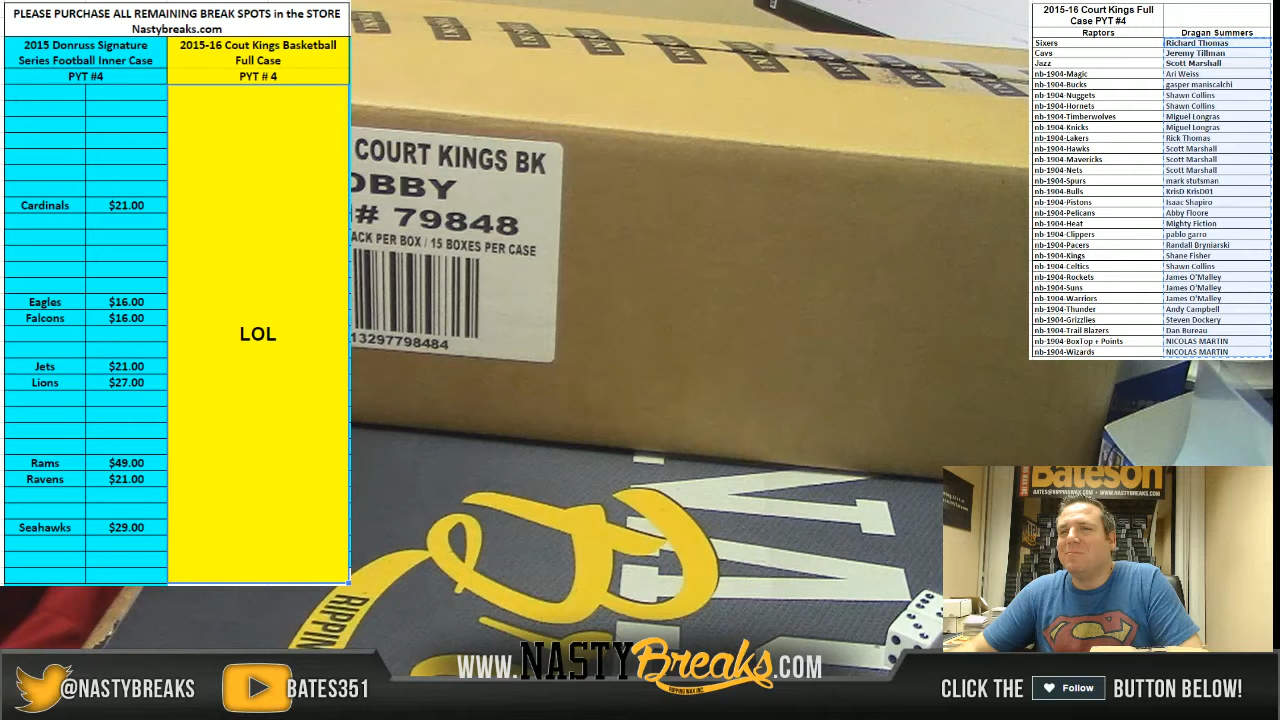 PLEASE PURCHASE ALL REMAINING BREAK SPOTS in the STORE
Nastybreaks.com
2015 Donruss Signature
Series Football Inner Case
PYT #4
2015-16 Cout Kings Basketball
Full Case
PYT # 4
Cardinals $21.00
Eagles $16.00
Falcons $16.00
LOL
Jets $21.00
Lions $27.00
Rams $49.00
Ravens $21.00
Seahawks $29.00
COURT KINGS BK
OBBY
# 79848
ACK PER BOX / 15 BOXES PER CASE
13297798484
2015-16 Court Kings Full
Case PYT #4
Raptors Dragan Summers
Sixers Richard Thomas
Cavs Jeremy Tillman
Jazz Scott Marshall
nb-1904-Magic Ari Weiss
nb-1904-Bucks gasper maniscalchi
nb-1904-Nuggets Shawn Collins
nb-1904-Hornets Shawn Collins
nb-1904-Timberwolves Miguel Longras
nb-1904-Knicks Miguel Longras
nb-1904-Lakers Rick Thomas
nb-1904-Hawks Scott Marshall
nb-1904-Mavericks Scott Marshall
nb-1904-Nets Scott Marshall
nb-1904-Spurs mark stutsman
nb-1904-Bulls KrisD KrisD01
nb-1904-Pistons Isaac Shapiro
nb-1904-Pelicans Abby Floore
nb-1904-Heat Mighty Fiction
nb-1904-Clippers pablo garro
nb-1904-Pacers Randall Bryniarski
nb-1904-Kings Shane Fisher
nb-1904-Celtics Shawn Collins
nb-1904-Rockets James O'Malley
nb-1904-Suns James O'Malley
nb-1904-Warriors James O'Malley
nb-1904-Thunder Andy Campbell
nb-1904-Grizzlies Steven Dockery
nb-1904-Trail Blazers Dan Bureau
nb-1904-BoxTop + Points NICOLAS MARTIN
nb-1904-Wizards NICOLAS MARTIN
Bateson
BATES@RIPPINGWAX.COM • WWW.NASTYBREAKS.COM
RIPPIN
@NASTYBREAKS
BATES351
WWW.NASTYBreaks.COM
RIPPING WAX INC.
CLICK THE Follow BUTTON BELOW!